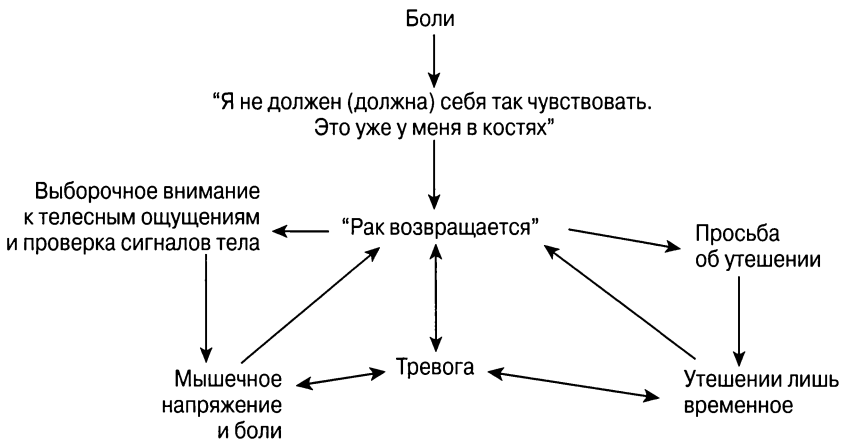 Боли
“Я не должен (должна) себя так чувствовать.
Это уже у меня в костях”
Выборочное внимание
к телесным ощущениям
и проверка сигналов тела
“Рак возвращается”
Просьба
об утешении
Мышечное
напряжение
и боли
Тревога
Утешении лишь
временное